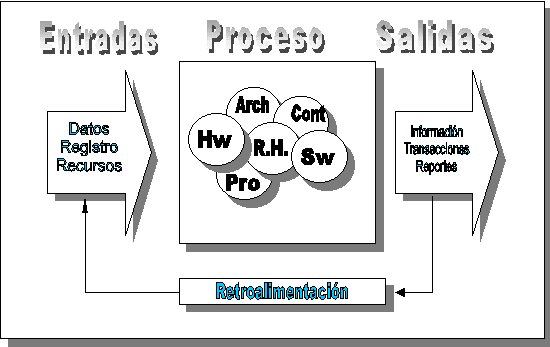 Entradas
Proceso
Salidas
Datos
Registro
Recursos
Arch
Cont
Hw
R.H.
Sw
Pro
Información
Transacciones
Reportes
Retroalimentación